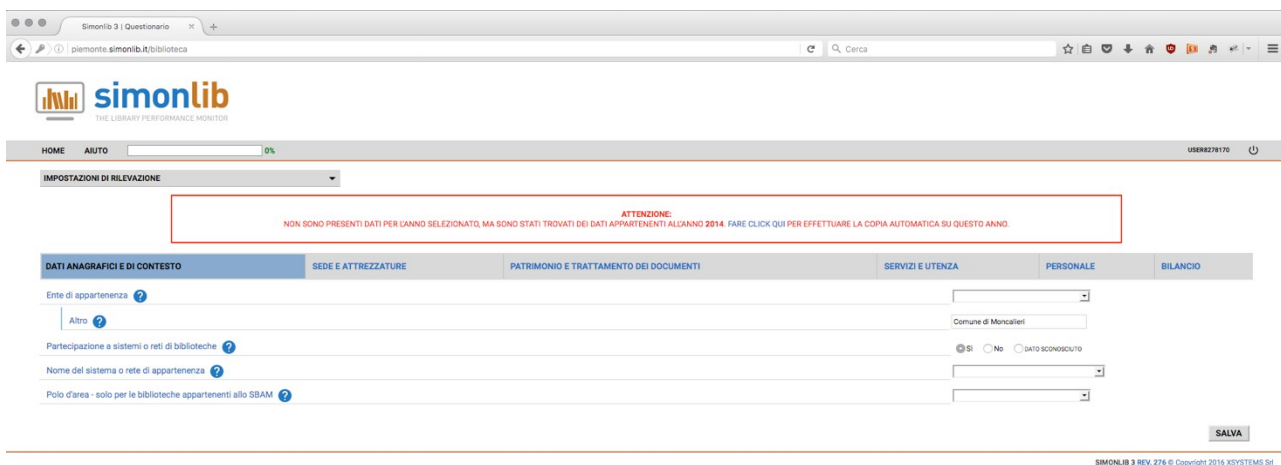 Simonlib 3 | Questionario
piemonte.simonlib.it/biblioteca
Cerca
simonlib
THE LIBRARY PERFORMANCE MONITOR
HOME AIUTO 0% USER8278170
IMPOSTAZIONI DI RILEVAZIONE
ATTENZIONE:
NON SONO PRESENTI DATI PER L'ANNO SELEZIONATO, MA SONO STATI TROVATI DEI DATI APPARTENENTI ALL'ANNO 2014. FARE CLICK QUI PER EFFETTUARE LA COPIA AUTOMATICA SU QUESTO ANNO.
DATI ANAGRAFICI E DI CONTESTO SEDE E ATTREZZATURE PATRIMONIO E TRATTAMENTO DEI DOCUMENTI SERVIZI E UTENZA PERSONALE BILANCIO
Ente di appartenenza ?
Altro ? Comune di Moncalieri
Partecipazione a sistemi o reti di biblioteche ? Sì No DATO SCONOSCIUTO
Nome del sistema o rete di appartenenza ?
Polo d'area - solo per le biblioteche appartenenti allo SBAM ?
SALVA
SIMONLIB 3 REV. 276 © Copyright 2016 XSYSTEMS Srl